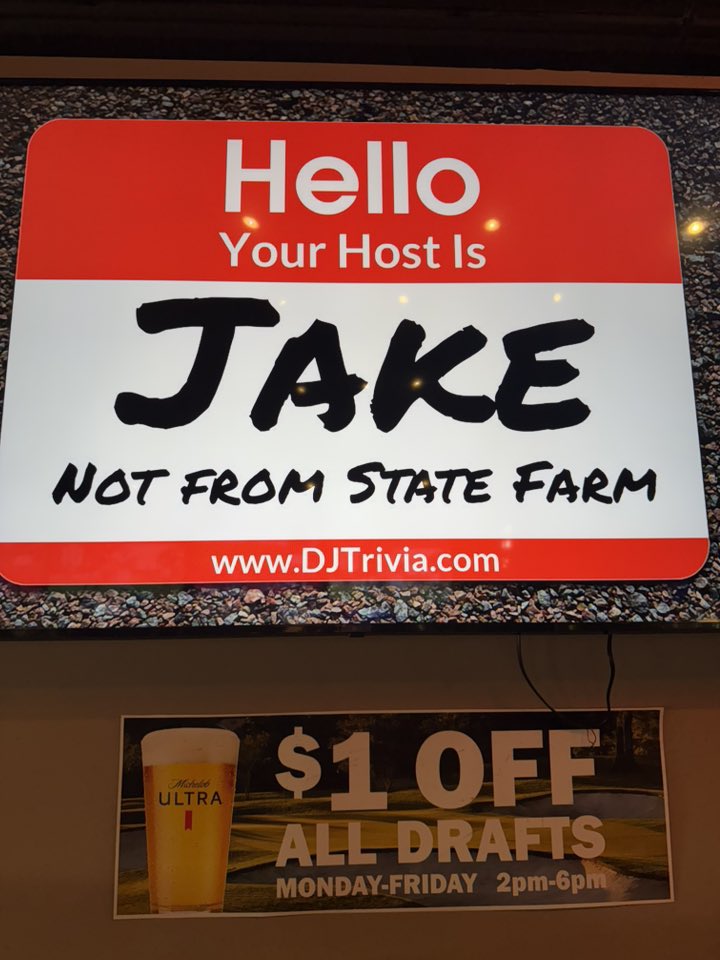 Hello
Your Host Is
JAKE
NOT FROM STATE FARM
www.DJTrivia.com
Michelob
ULTRA
$1 OFF
ALL DRAFTS
MONDAY-FRIDAY 2pm-6pm